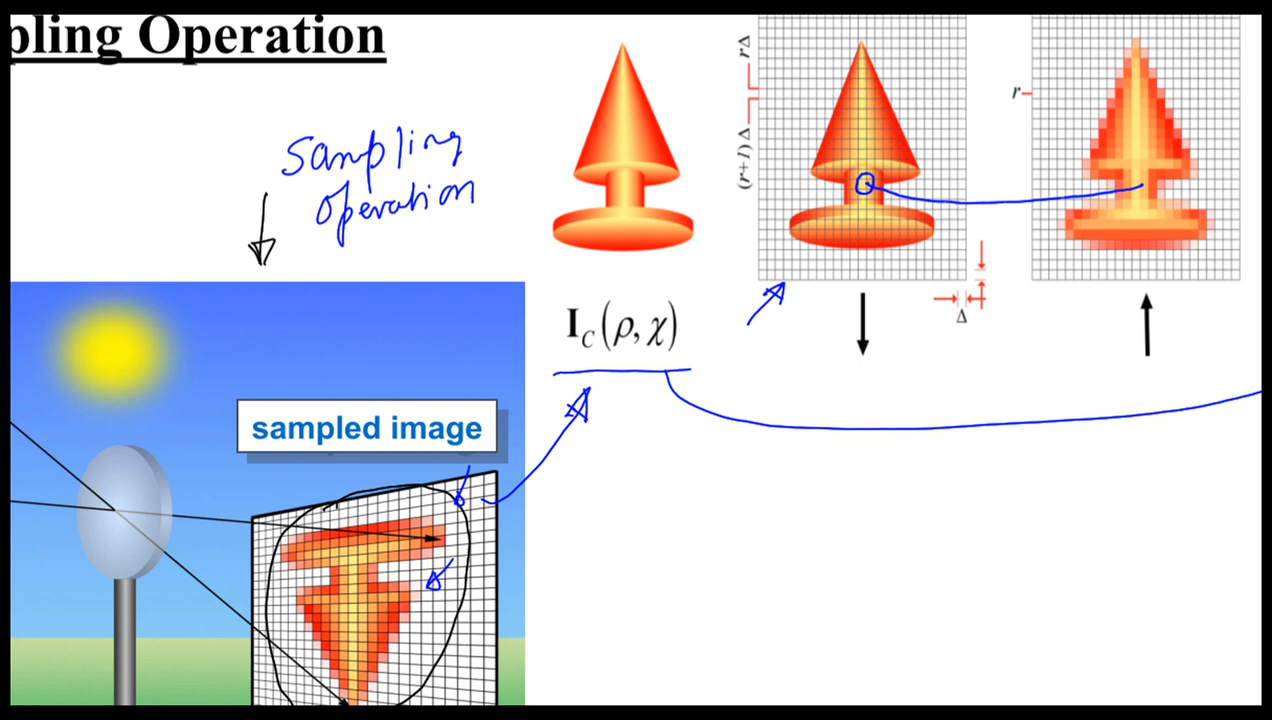 pling Operation
sampling
operation
sampled image
I_C(ρ, χ)
rΔ
(r+1)Δ
Δ
r